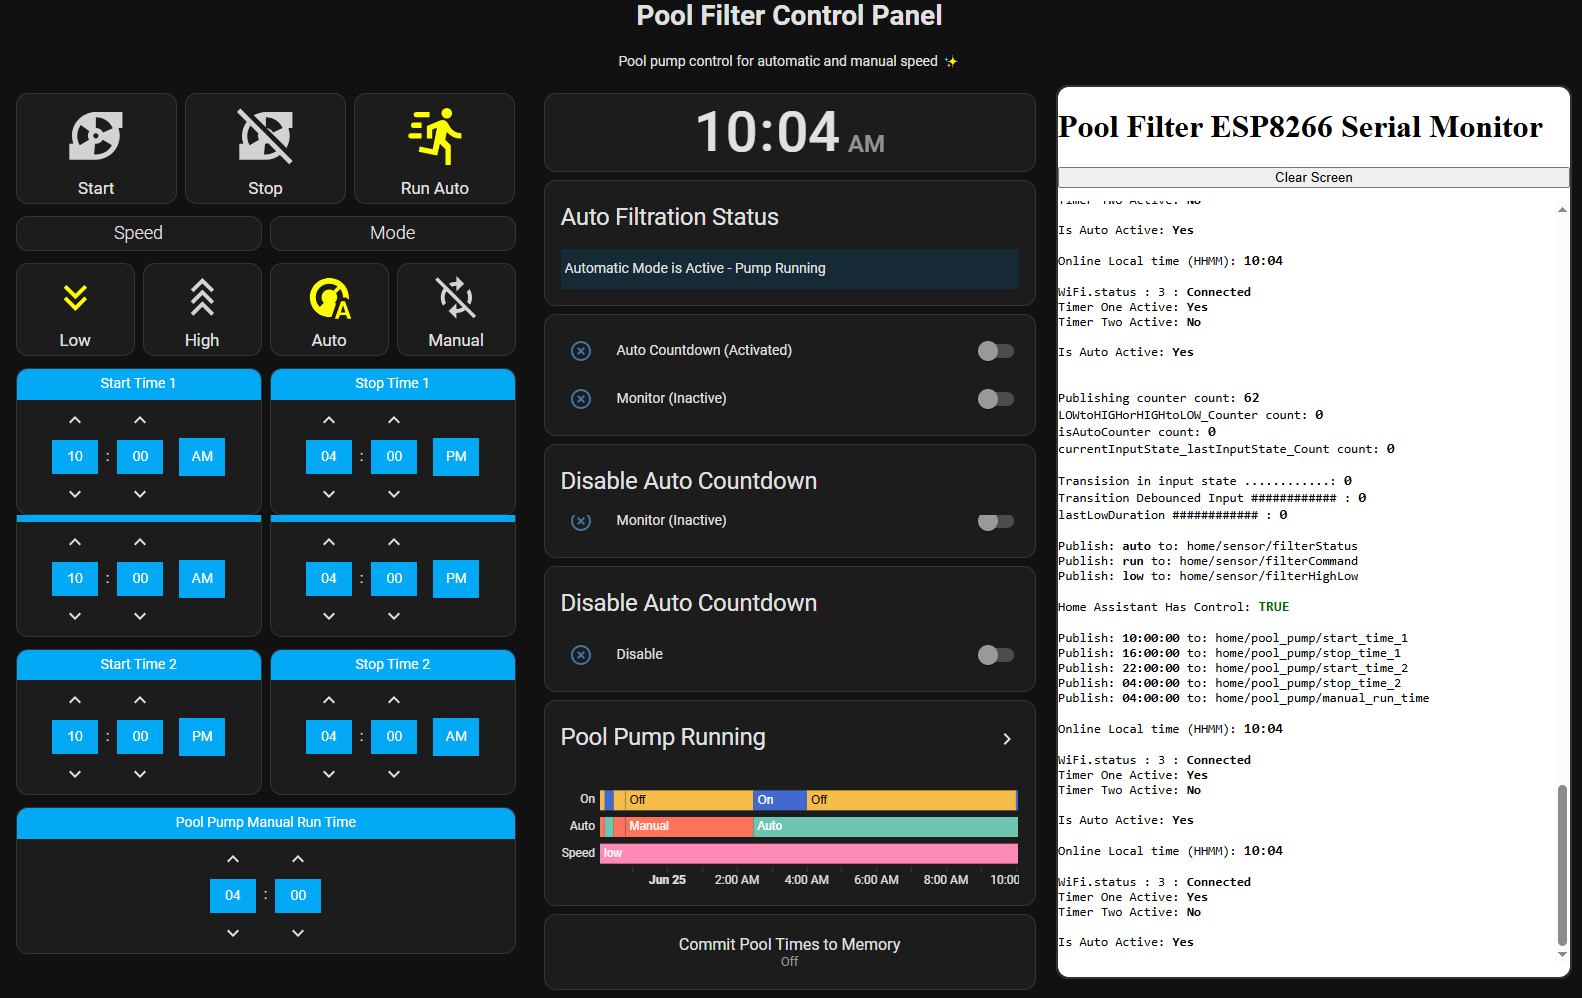 Pool Filter Control Panel
Pool pump control for automatic and manual speed ✨
Start
Stop
Run Auto
Speed
Mode
Low
High
Auto
Manual
Start Time 1
10 : 00 AM
Stop Time 1
04 : 00 PM
10 : 00 AM
04 : 00 PM
Start Time 2
10 : 00 PM
Stop Time 2
04 : 00 AM
Pool Pump Manual Run Time
04 : 00
10:04 AM
Auto Filtration Status
Automatic Mode is Active - Pump Running
Auto Countdown (Activated)
Monitor (Inactive)
Disable Auto Countdown
Monitor (Inactive)
Disable Auto Countdown
Disable
Pool Pump Running
On Off On Off
Auto Manual Auto
Speed low
Jun 25 2:00 AM 4:00 AM 6:00 AM 8:00 AM 10:00
Commit Pool Times to Memory
Off
Pool Filter ESP8266 Serial Monitor
Clear Screen
Timer Two Active: No
Is Auto Active: Yes
Online Local time (HHMM): 10:04
WiFi.status : 3 : Connected
Timer One Active: Yes
Timer Two Active: No
Is Auto Active: Yes
Publishing counter count: 62
LOWtoHIGHorHIGHtoLOW_Counter count: 0
isAutoCounter count: 0
currentInputState_lastInputState_Count count: 0
Transision in input state ............: 0
Transition Debounced Input ############ : 0
lastLowDuration ############ : 0
Publish: auto to: home/sensor/filterStatus
Publish: run to: home/sensor/filterCommand
Publish: low to: home/sensor/filterHighLow
Home Assistant Has Control: TRUE
Publish: 10:00:00 to: home/pool_pump/start_time_1
Publish: 16:00:00 to: home/pool_pump/stop_time_1
Publish: 22:00:00 to: home/pool_pump/start_time_2
Publish: 04:00:00 to: home/pool_pump/stop_time_2
Publish: 04:00:00 to: home/pool_pump/manual_run_time
Online Local time (HHMM): 10:04
WiFi.status : 3 : Connected
Timer One Active: Yes
Timer Two Active: No
Is Auto Active: Yes
Online Local time (HHMM): 10:04
WiFi.status : 3 : Connected
Timer One Active: Yes
Timer Two Active: No
Is Auto Active: Yes